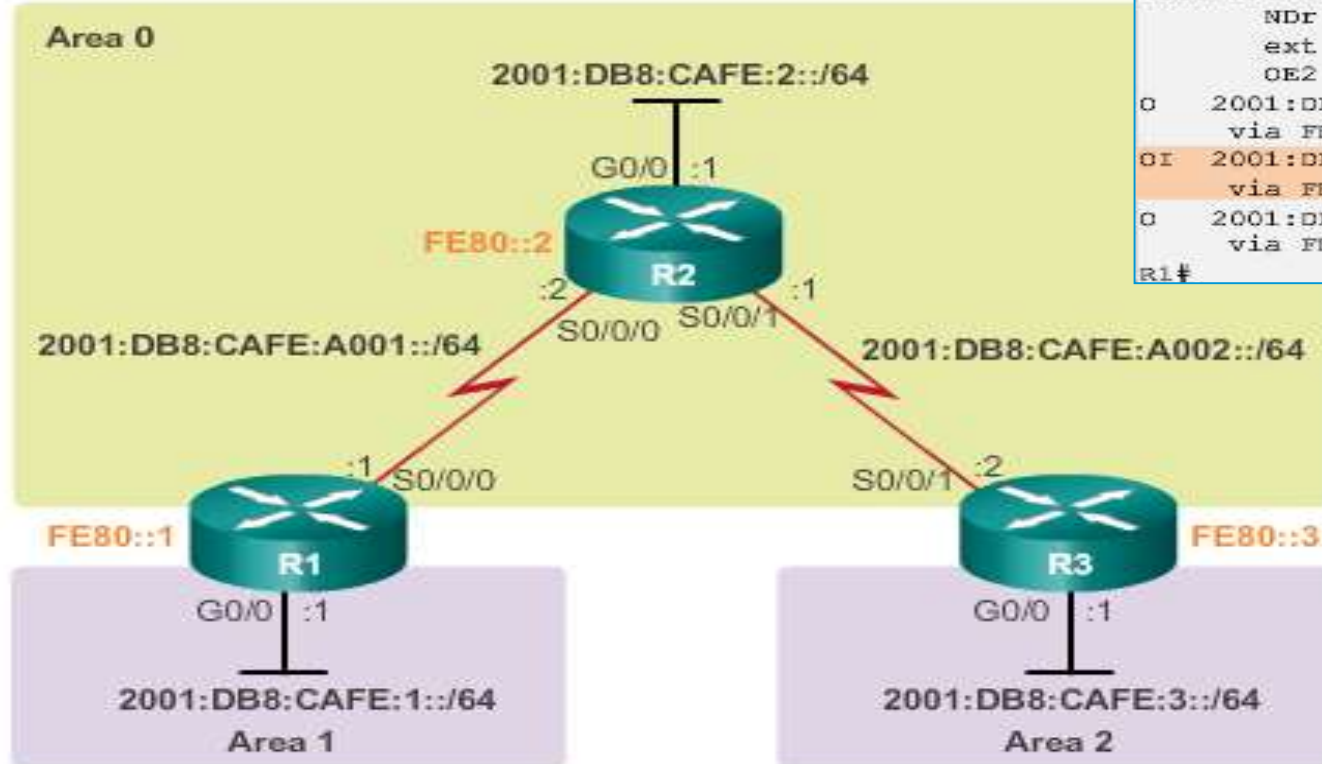 Area 0
NDr
ext
OE2
O 2001:D
via F
OI 2001:D
via F
O 2001:D
via F
R1#
2001:DB8:CAFE:2::/64
G0/0 :1
FE80::2
R2
:2 :1
S0/0/0 S0/0/1
2001:DB8:CAFE:A001::/64
2001:DB8:CAFE:A002::/64
:1 S0/0/0
S0/0/1 :2
FE80::1
R1
FE80::3
R3
G0/0 :1
G0/0 :1
2001:DB8:CAFE:1::/64
Area 1
2001:DB8:CAFE:3::/64
Area 2